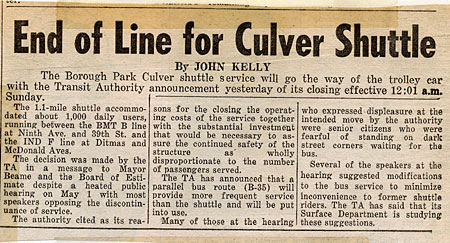 End of Line for Culver Shuttle
By JOHN KELLY
The Borough Park Culver shuttle service will go the way of the trolley car
with the Transit Authority announcement yesterday of its closing effective 12:01 a.m.
Sunday.
The 1.1-mile shuttle accommo-
dated about 1,000 daily users,
running between the BMT B line
at Ninth Ave. and 39th St. and
the IND F line at Ditmas and
McDonald Aves.
The decision was made by the
TA in a message to Mayor
Beame and the Board of Esti-
mate despite a heated public
hearing on May 1 with most
speakers opposing the discontin-
uance of service.
The authority cited as its rea-
sons for the closing the operat-
ing costs of the service together
with the substantial investment
that would be necessary to as-
sure the continued safety of the
structure as wholly
disproportionate to the number
of passengers served.
The TA has announced that a
parallel bus route (B-35) will
provide more frequent service
than the shuttle and will be put
into use.
Many of those at the hearing
who expressed displeasure at the
intended move by the authority
were senior citizens who were
fearful of standing on dark
street corners waiting for the
bus.
Several of the speakers at the
hearing suggested modifications
to the bus service to minimize
inconvenience to former shuttle
riders. The TA has said that its
Surface Department is studying
these suggestions.